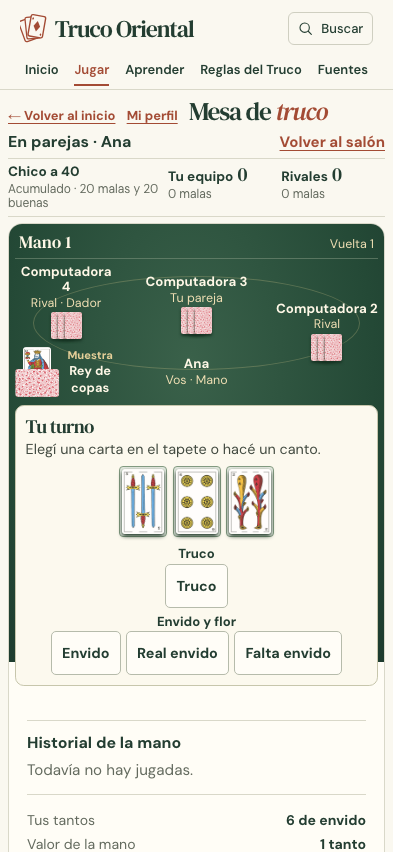 Truco Oriental
Buscar
Inicio Jugar Aprender Reglas del Truco Fuentes
← Volver al inicio Mi perfil Mesa de truco
En parejas · Ana Volver al salón
Chico a 40
Acumulado · 20 malas y 20
buenas
Tu equipo 0
0 malas
Rivales 0
0 malas
Mano 1 Vuelta 1
Computadora
4
Rival · Dador
Computadora 3
Tu pareja
Computadora 2
Rival
Muestra
Rey de
copas
Ana
Vos · Mano
Tu turno
Elegí una carta en el tapete o hacé un canto.
Truco
Truco
Envido y flor
Envido Real envido Falta envido
Historial de la mano
Todavía no hay jugadas.
Tus tantos 6 de envido
Valor de la mano 1 tanto